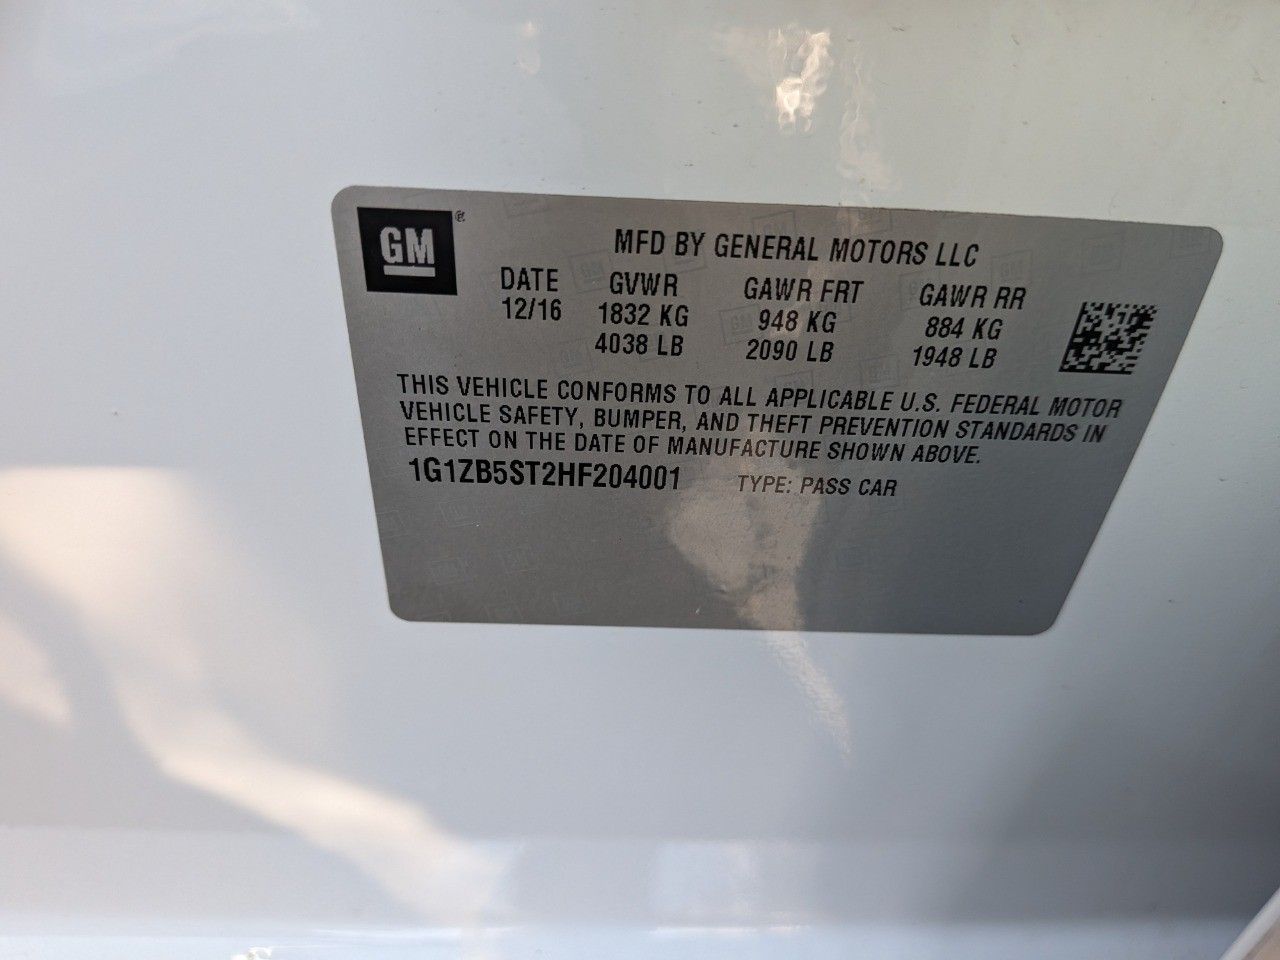 GM
MFD BY GENERAL MOTORS LLC
DATE GVWR GAWR FRT GAWR RR
12/16 1832 KG 948 KG 884 KG
4038 LB 2090 LB 1948 LB
THIS VEHICLE CONFORMS TO ALL APPLICABLE U.S. FEDERAL MOTOR
VEHICLE SAFETY, BUMPER, AND THEFT PREVENTION STANDARDS IN
EFFECT ON THE DATE OF MANUFACTURE SHOWN ABOVE.
1G1ZB5ST2HF204001 TYPE: PASS CAR